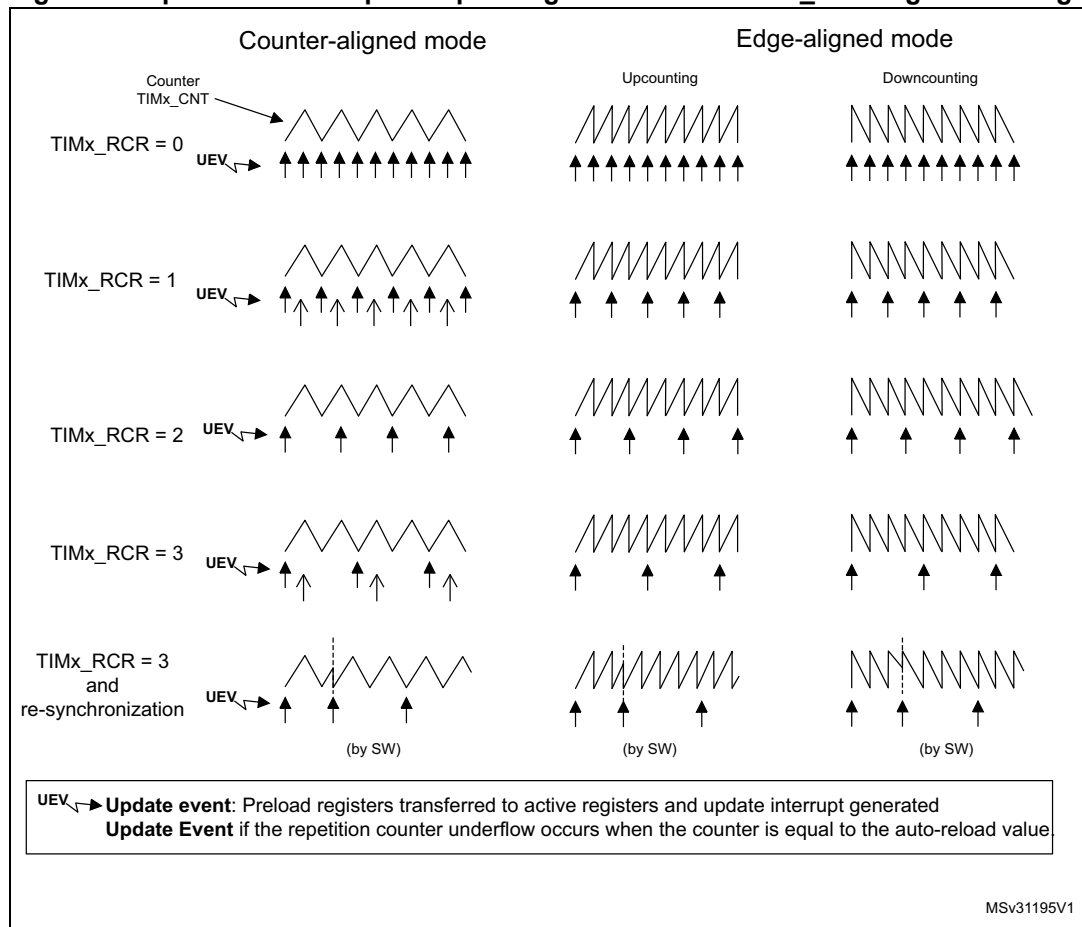 Counter-aligned mode
Edge-aligned mode
Counter
TIMx_CNT
Upcounting
Downcounting
TIMx_RCR = 0
UEV
TIMx_RCR = 1
UEV
TIMx_RCR = 2
UEV
TIMx_RCR = 3
UEV
TIMx_RCR = 3
and
re-synchronization
UEV
(by SW)
(by SW)
(by SW)
UEV Update event: Preload registers transferred to active registers and update interrupt generated
Update Event if the repetition counter underflow occurs when the counter is equal to the auto-reload value.
MSv31195V1